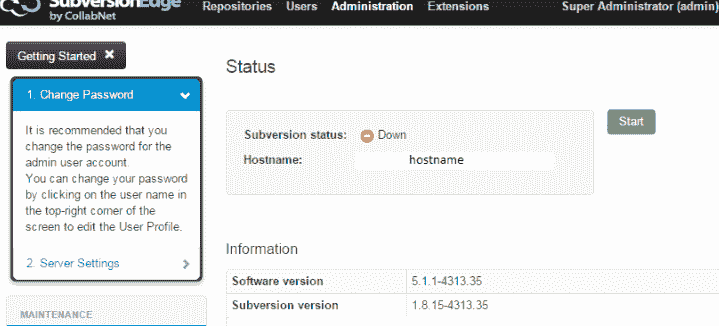 SubversionEdge
by CollabNet
Repositories Users Administration Extensions Super Administrator (admin)
Getting Started ×
1. Change Password
It is recommended that you
change the password for the
admin user account.
You can change your password
by clicking on the user name in
the top-right corner of the
screen to edit the User Profile.
2. Server Settings
MAINTENANCE
Status
Subversion status: Down
Hostname: hostname
Start
Information
Software version 5.1.1-4313.35
Subversion version 1.8.15-4313.35